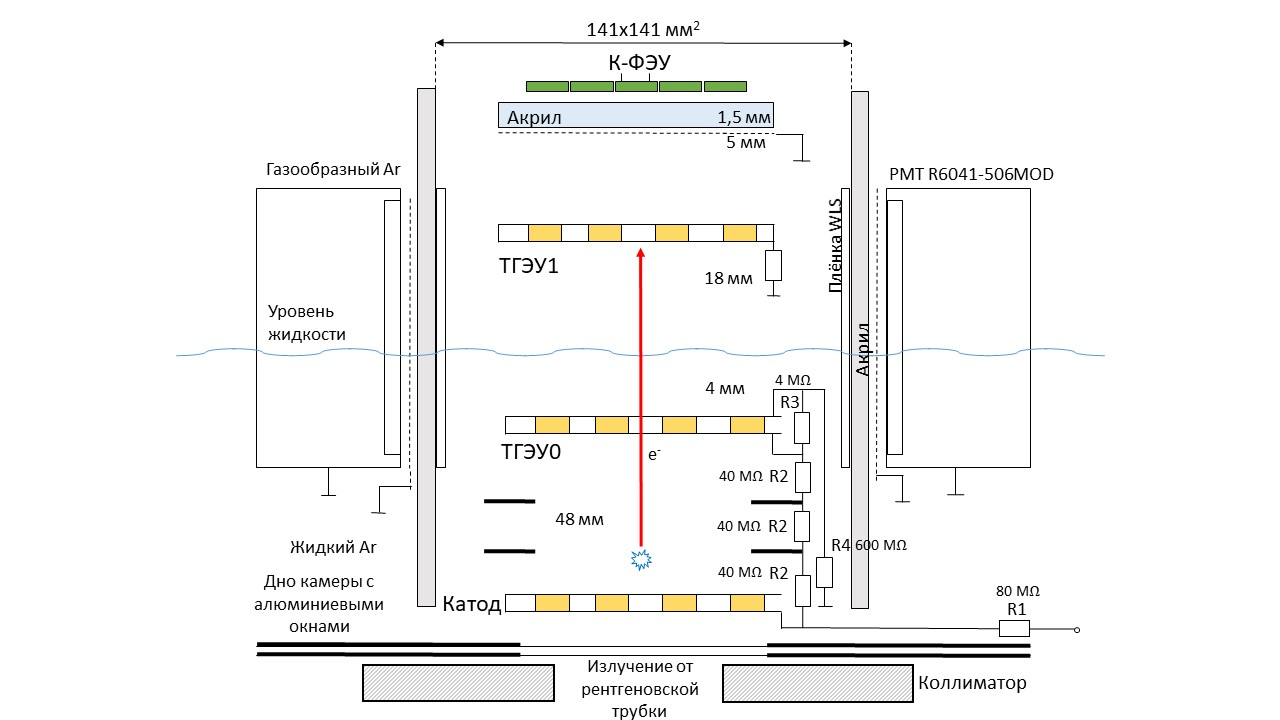 141x141 мм²
К-ФЭУ
Акрил
1,5 мм
5 мм
Газообразный Ar
PMT R6041-506MOD
Плёнка WLS
ТГЭУ1
18 мм
Уровень
жидкости
Акрил
4 мм
4 MΩ
R3
ТГЭУ0
e-
40 MΩ R2
48 мм
40 MΩ R2
Жидкий Ar
R4 600 MΩ
40 MΩ R2
Дно камеры с
алюминиевыми
окнами
Катод
80 MΩ
R1
Излучение от
рентгеновской
трубки
Коллиматор